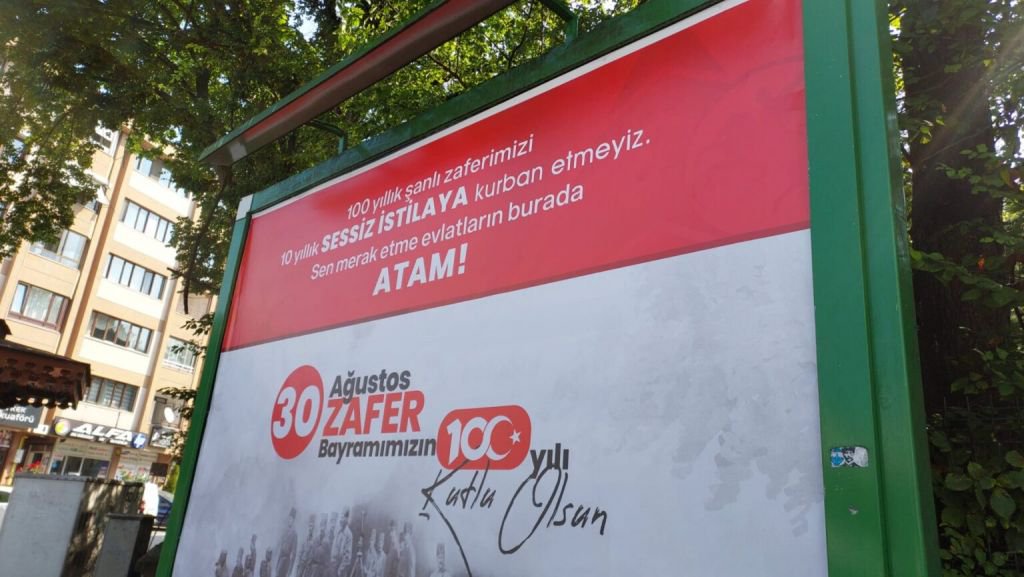 100 yıllık şanlı zaferimizi
10 yıllık SESSİZ İSTİLAYA kurban etmeyiz.
Sen merak etme evlatların burada
ATAM!
30 Ağustos
ZAFER
Bayramımızın 100 yılı
Kutlu Olsun
ALFA